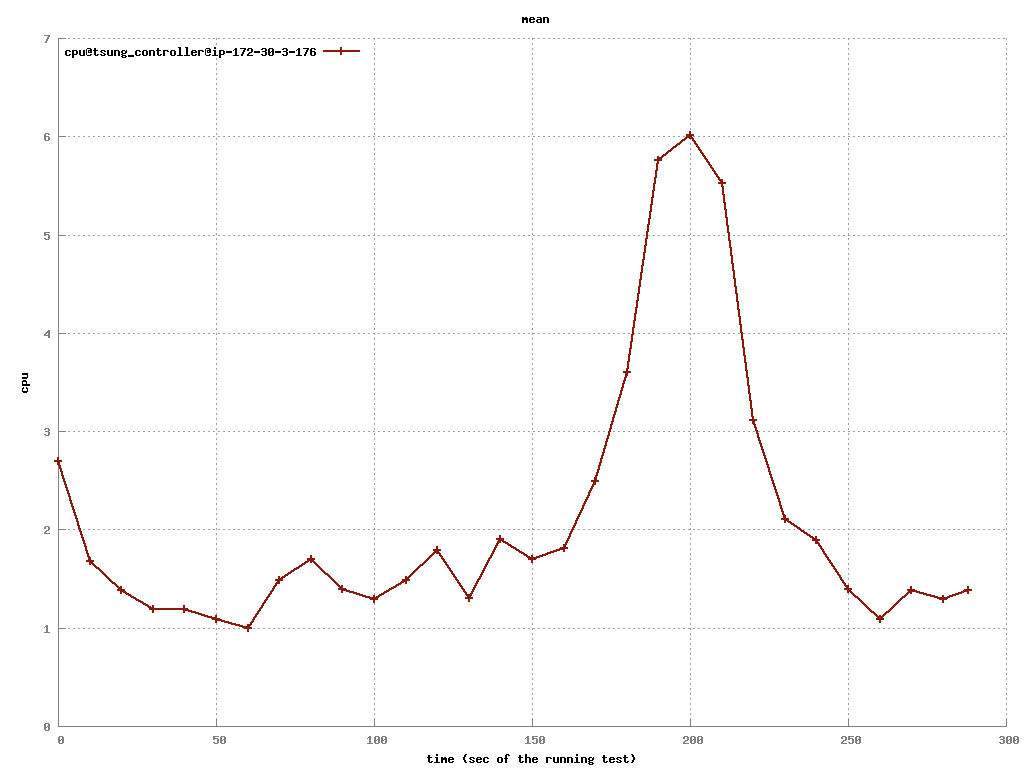 mean
cpu@tsung_controller@ip-172-30-3-176
7
6
5
4
3
2
1
0
cpu
0 50 100 150 200 250 300
time (sec of the running test)